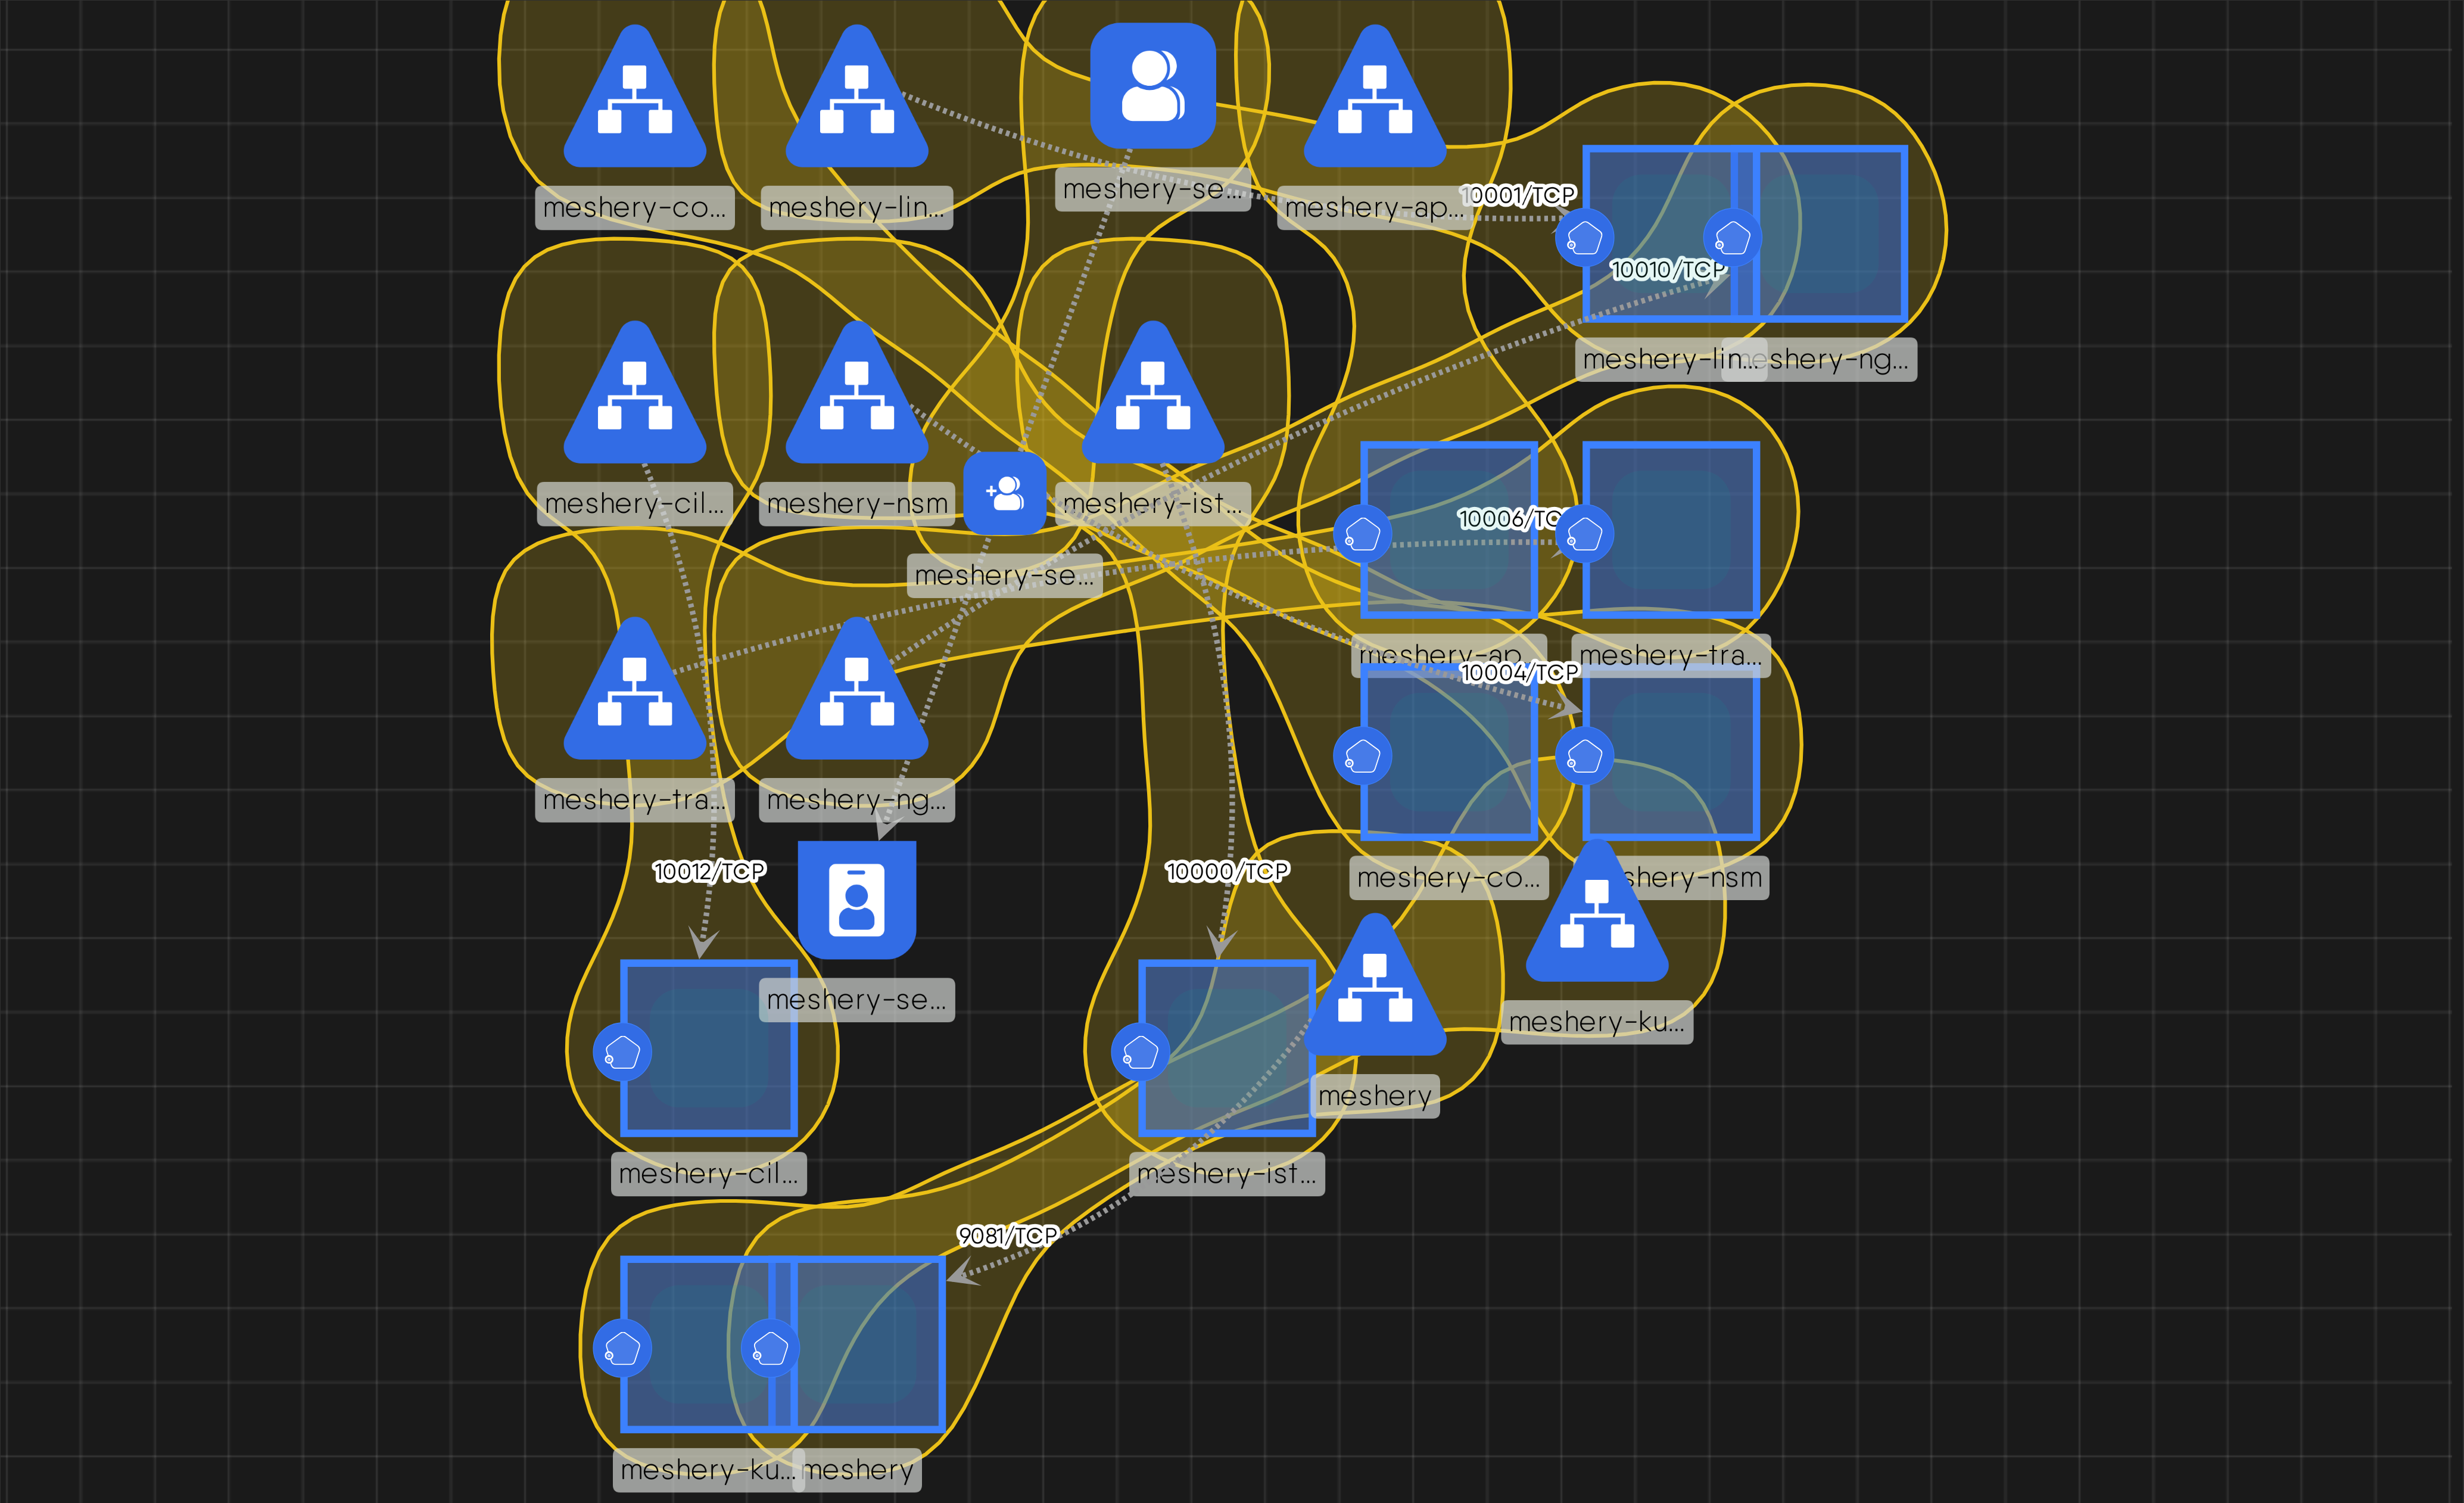 meshery-co...
meshery-lin...
meshery-se...
meshery-ap...
10001/TCP
10010/TCP
meshery-lin...
meshery-ng...
meshery-cil...
meshery-nsm
meshery-ist...
10006/TCP
meshery-se...
meshery-ap...
meshery-tra...
10004/TCP
meshery-tra...
meshery-ng...
10012/TCP
10000/TCP
meshery-co...
shery-nsm
meshery-se...
meshery-ku...
meshery
meshery-cil...
meshery-ist...
9081/TCP
meshery-ku...
meshery